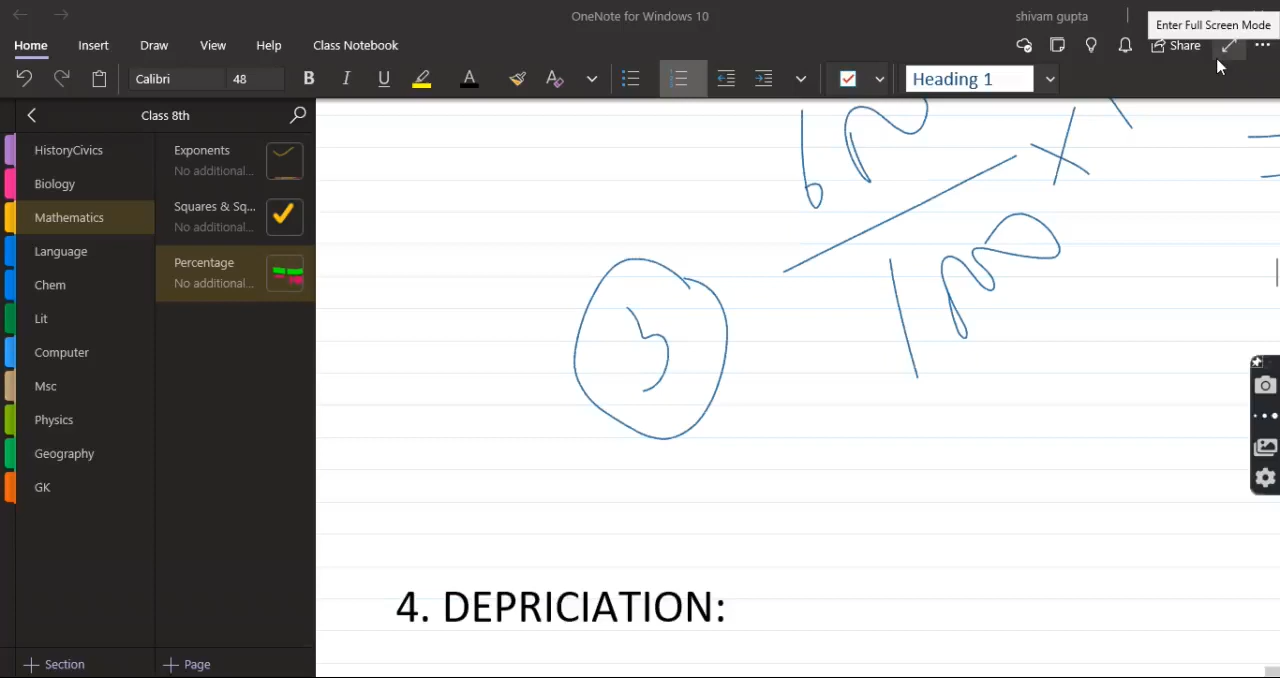 OneNote for Windows 10
shivam gupta
Enter Full Screen Mode
Home Insert Draw View Help Class Notebook
Share
Calibri 48 B I U A A Heading 1
Class 8th
HistoryCivics
Biology
Mathematics
Language
Chem
Lit
Computer
Msc
Physics
Geography
GK
Exponents
No additional...
Squares & Sq...
No additional...
Percentage
No additional...
4. DEPRICIATION:
+ Section
+ Page